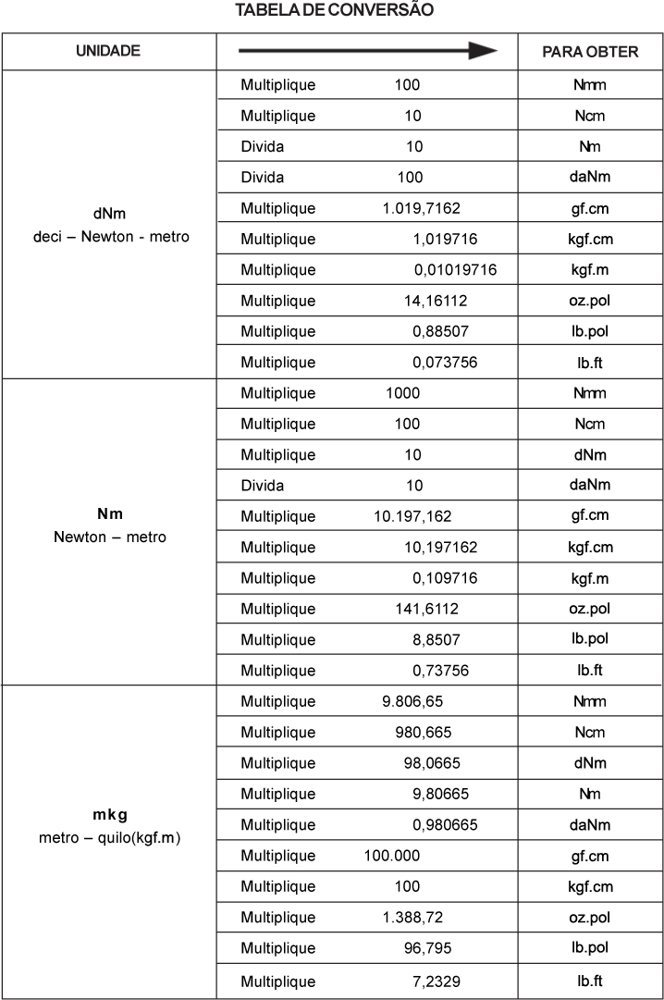 TABELA DE CONVERSÃO
UNIDADE PARA OBTER
Multiplique 100 Nmm
Multiplique 10 Ncm
Divida 10 Nm
Divida 100 daNm
dNm
deci – Newton - metro
Multiplique 1.019,7162 gf.cm
Multiplique 1,019716 kgf.cm
Multiplique 0,01019716 kgf.m
Multiplique 14,16112 oz.pol
Multiplique 0,88507 lb.pol
Multiplique 0,073756 lb.ft
Multiplique 1000 Nmm
Multiplique 100 Ncm
Multiplique 10 dNm
Divida 10 daNm
Nm
Newton – metro
Multiplique 10.197,162 gf.cm
Multiplique 10,197162 kgf.cm
Multiplique 0,109716 kgf.m
Multiplique 141,6112 oz.pol
Multiplique 8,8507 lb.pol
Multiplique 0,73756 lb.ft
Multiplique 9.806,65 Nmm
Multiplique 980,665 Ncm
Multiplique 98,0665 dNm
Multiplique 9,80665 Nm
mkg
metro – quilo(kgf.m)
Multiplique 0,980665 daNm
Multiplique 100.000 gf.cm
Multiplique 100 kgf.cm
Multiplique 1.388,72 oz.pol
Multiplique 96,795 lb.pol
Multiplique 7,2329 lb.ft